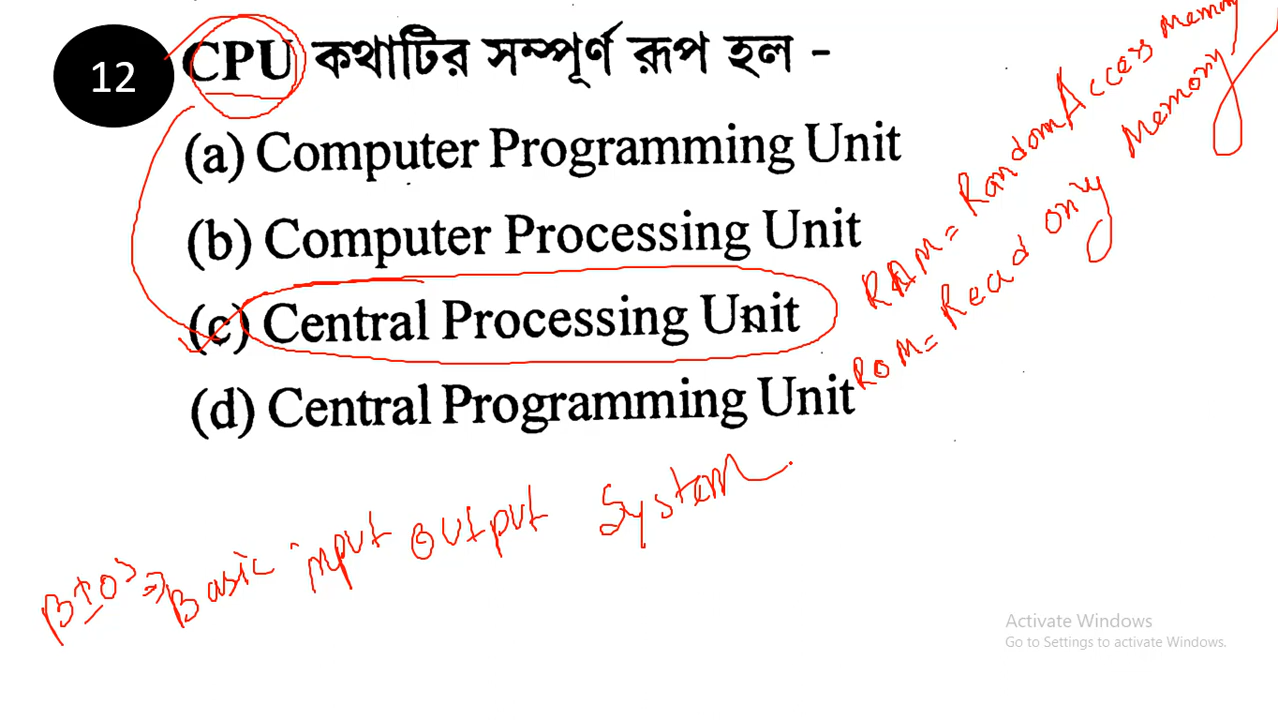 12
CPU কথাটির সম্পূর্ণ রূপ হল -
(a) Computer Programming Unit
(b) Computer Processing Unit
(c) Central Processing Unit
(d) Central Programming Unit
RAM = Random Access Memory
ROM = Read only Memory
BIOS => Basic input output System.
Activate Windows
Go to Settings to activate Windows.